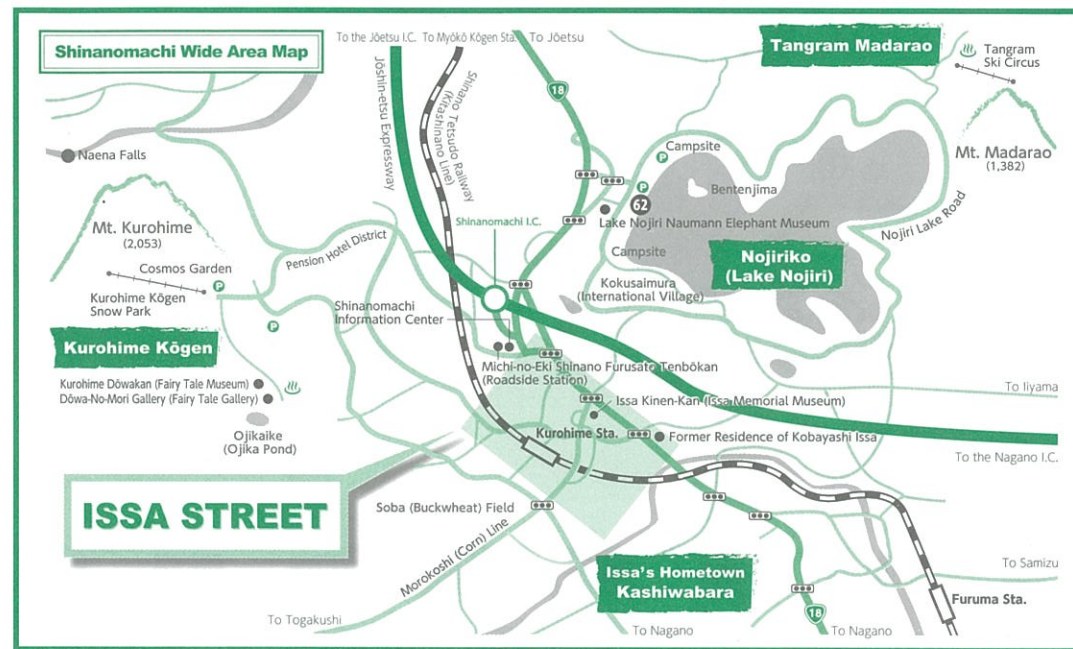 Shinanomachi Wide Area Map
To the Jōetsu I.C.
To Myōkō Kōgen Sta.
To Jōetsu
Tangram Madarao
Tangram
Ski Circus
Jōshin-etsu Expressway
Shinano Tetsudo Railway
(Kitashinano Line)
18
Naena Falls
P
Campsite
Mt. Madarao
(1,382)
P
62
Bentenjima
Lake Nojiri Naumann Elephant Museum
Nojiri Lake Road
Mt. Kurohime
(2,053)
Pension Hotel District
Shinanomachi I.C.
Campsite
Nojiriko
(Lake Nojiri)
Cosmos Garden
P
Kokusaimura
(International Village)
Kurohime Kōgen
Snow Park
Shinanomachi
Information Center
P
Kurohime Kōgen
Michi-no-Eki Shinano Furusato Tenbōkan
(Roadside Station)
Kurohime Dōwakan (Fairy Tale Museum)
Dōwa-No-Mori Gallery (Fairy Tale Gallery)
To Iiyama
Issa Kinen-Kan (Issa Memorial Museum)
Ojikaike
(Ojika Pond)
Kurohime Sta.
Former Residence of Kobayashi Issa
To the Nagano I.C.
ISSA STREET
Soba (Buckwheat) Field
Morokoshi (Corn) Line
Issa's Hometown
Kashiwabara
To Samizu
Furuma Sta.
18
To Togakushi
To Nagano
To Nagano